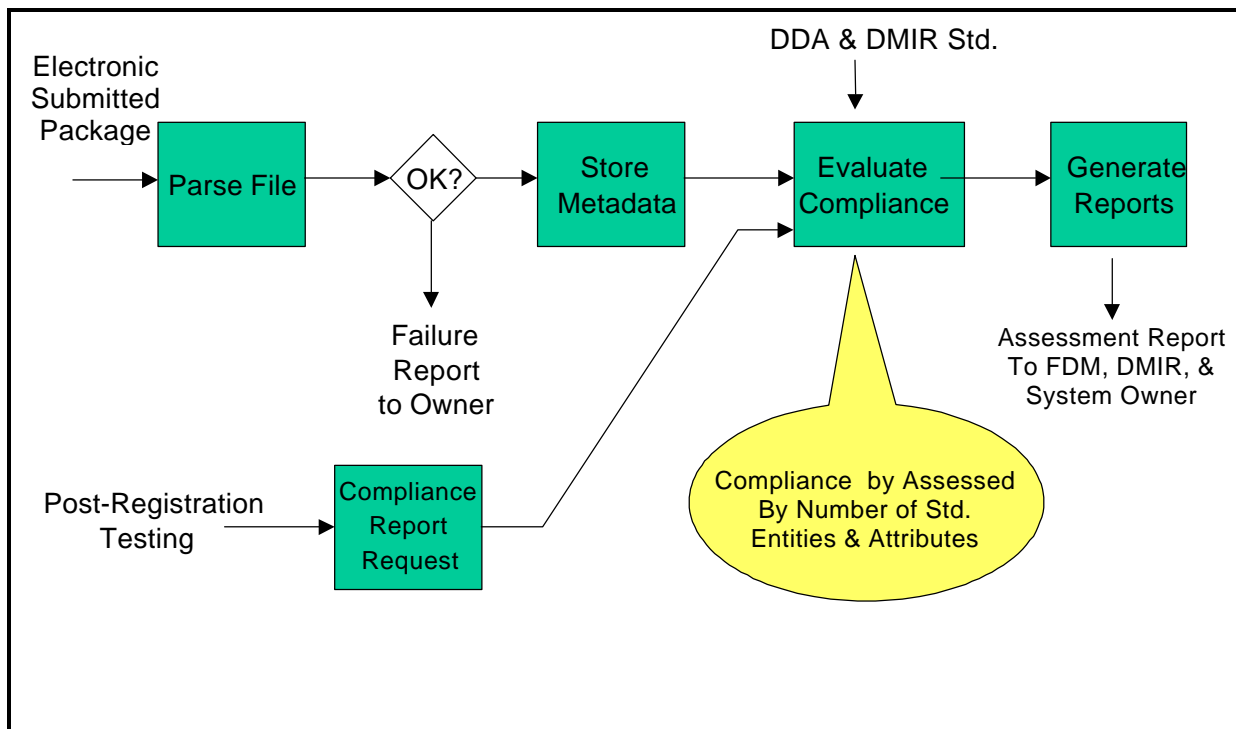 DDA & DMIR Std.
Electronic
Submitted
Package
Parse File
OK?
Store
Metadata
Evaluate
Compliance
Generate
Reports
Failure
Report
to Owner
Assessment Report
To FDM, DMIR, &
System Owner
Post-Registration
Testing
Compliance
Report
Request
Compliance by Assessed
By Number of Std.
Entities & Attributes